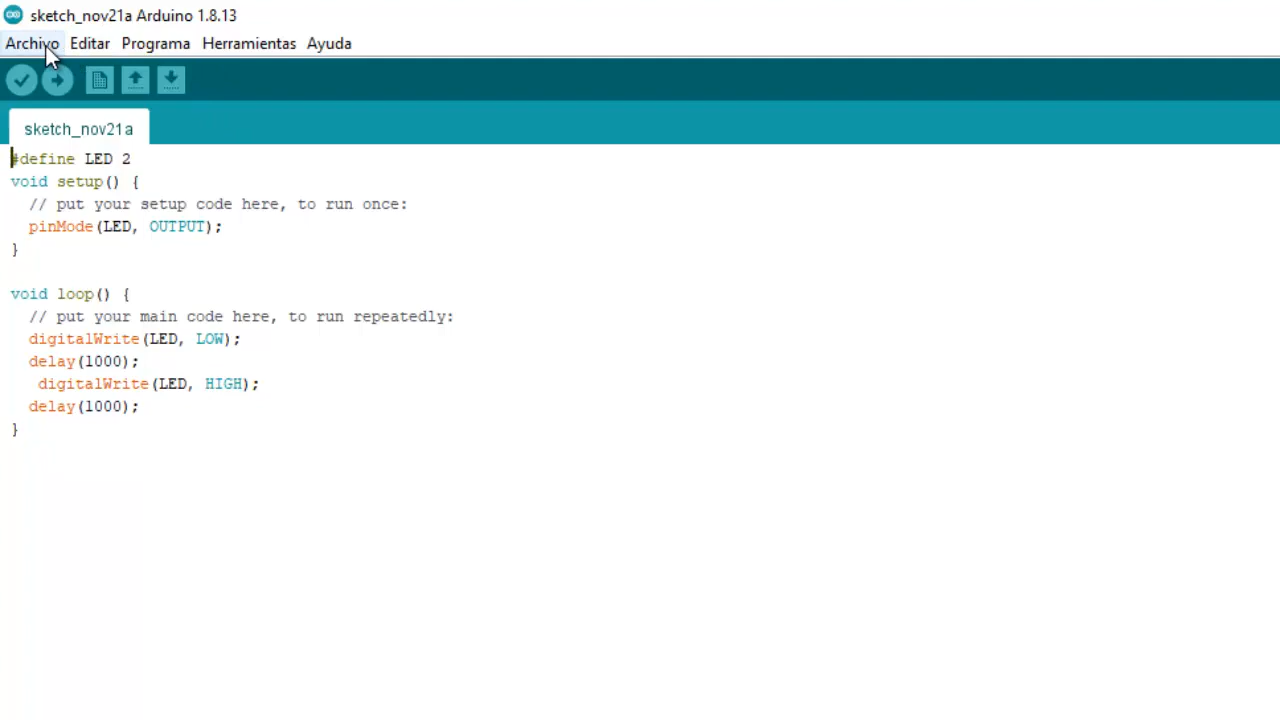 sketch_nov21a Arduino 1.8.13
Archivo Editar Programa Herramientas Ayuda
sketch_nov21a
#define LED 2
void setup() {
  // put your setup code here, to run once:
  pinMode(LED, OUTPUT);
}

void loop() {
  // put your main code here, to run repeatedly:
  digitalWrite(LED, LOW);
  delay(1000);
   digitalWrite(LED, HIGH);
  delay(1000);
}